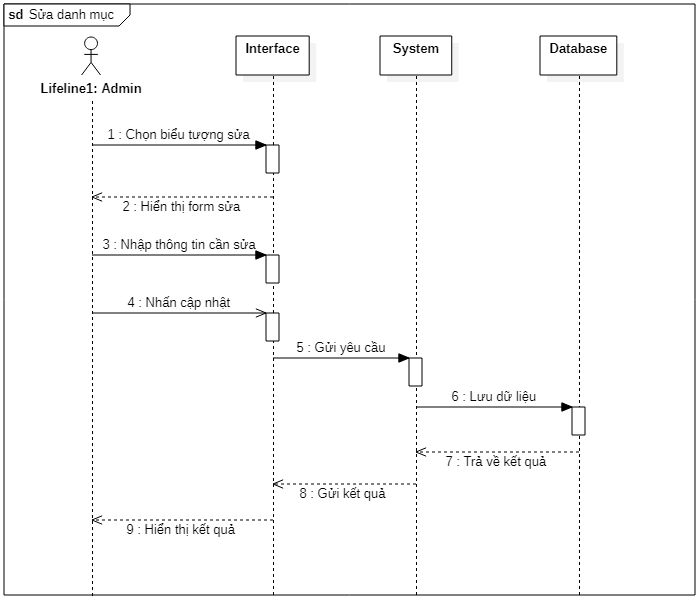 sd Sửa danh mục
Interface
System
Database
Lifeline1: Admin
1 : Chọn biểu tượng sửa
2 : Hiển thị form sửa
3 : Nhập thông tin cần sửa
4 : Nhấn cập nhật
5 : Gửi yêu cầu
6 : Lưu dữ liệu
7 : Trả về kết quả
8 : Gửi kết quả
9 : Hiển thị kết quả